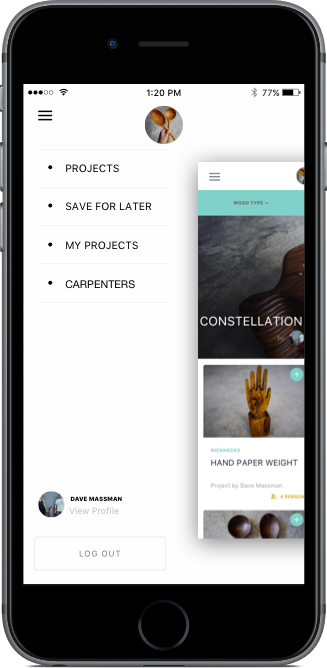 1:20 PM
77%
PROJECTS
SAVE FOR LATER
MY PROJECTS
CARPENTERS
DAVE MASSMAN
View Profile
LOG OUT
WOOD TYPE
CONSTELLATION
by
KNICKNACKS
HAND PAPER WEIGHT
Project by Dave Massman
4 PERSON